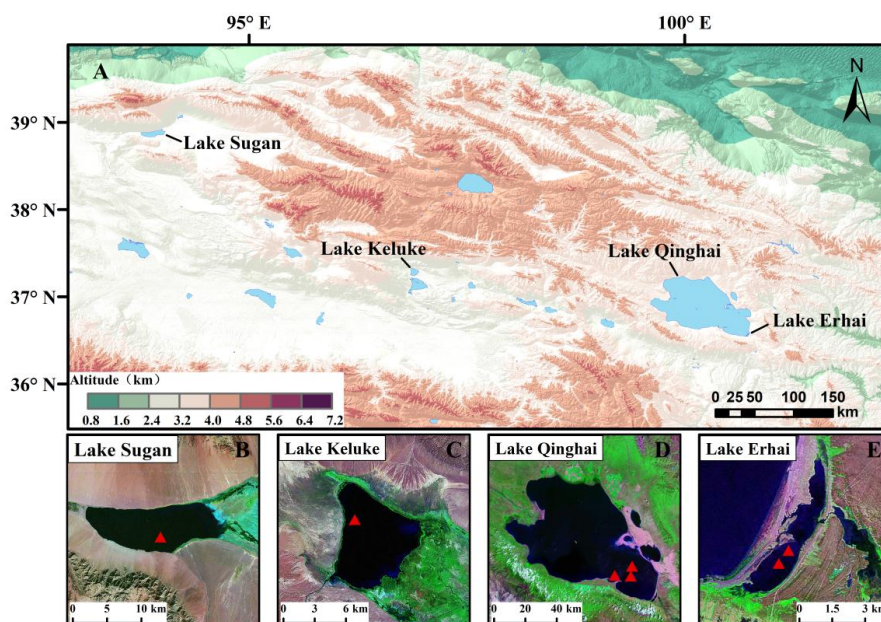 95° E 100° E
A
N
39° N
Lake Sugan
38° N
Lake Keluke
Lake Qinghai
37° N
Lake Erhai
36° N
Altitude（km）
0.8 1.6 2.4 3.2 4.0 4.8 5.6 6.4 7.2
0 25 50 100 150
km
Lake Sugan B
0 5 10 km
Lake Keluke C
0 3 6 km
Lake Qinghai D
0 20 40 km
Lake Erhai E
0 1.5 3 km